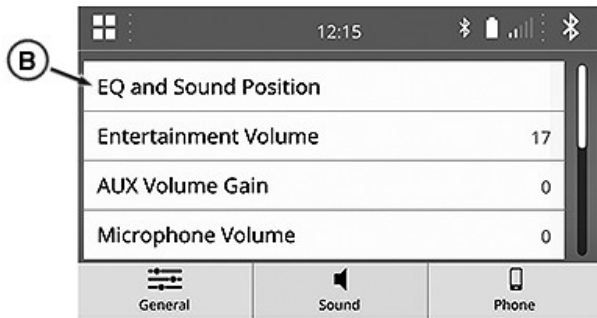 12:15
B
EQ and Sound Position
Entertainment Volume 17
AUX Volume Gain 0
Microphone Volume 0
General Sound Phone